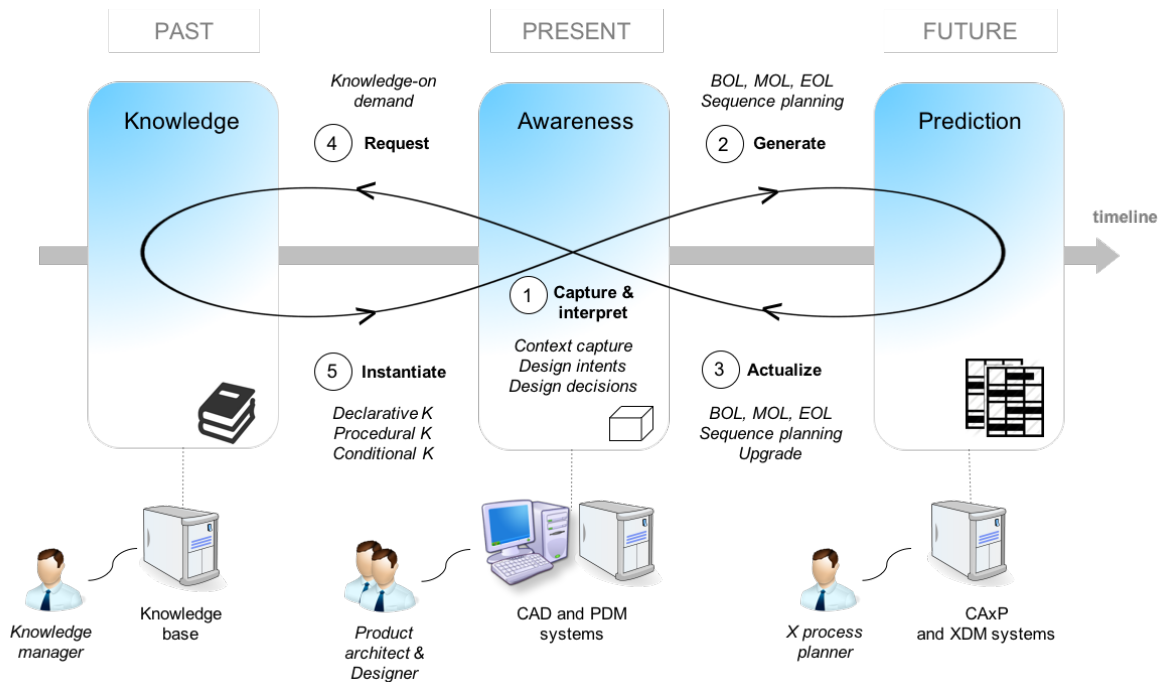 PAST
PRESENT
FUTURE
Knowledge
Knowledge-on
demand
4
Request
Awareness
BOL, MOL, EOL
Sequence planning
2
Generate
Prediction
timeline
1
Capture &
interpret
Context capture
Design intents
Design decisions
5
Instantiate
Declarative K
Procedural K
Conditional K
3
Actualize
BOL, MOL, EOL
Sequence planning
Upgrade
Knowledge
manager
Knowledge
base
Product
architect &
Designer
CAD and PDM
systems
X process
planner
CAxP
and XDM systems